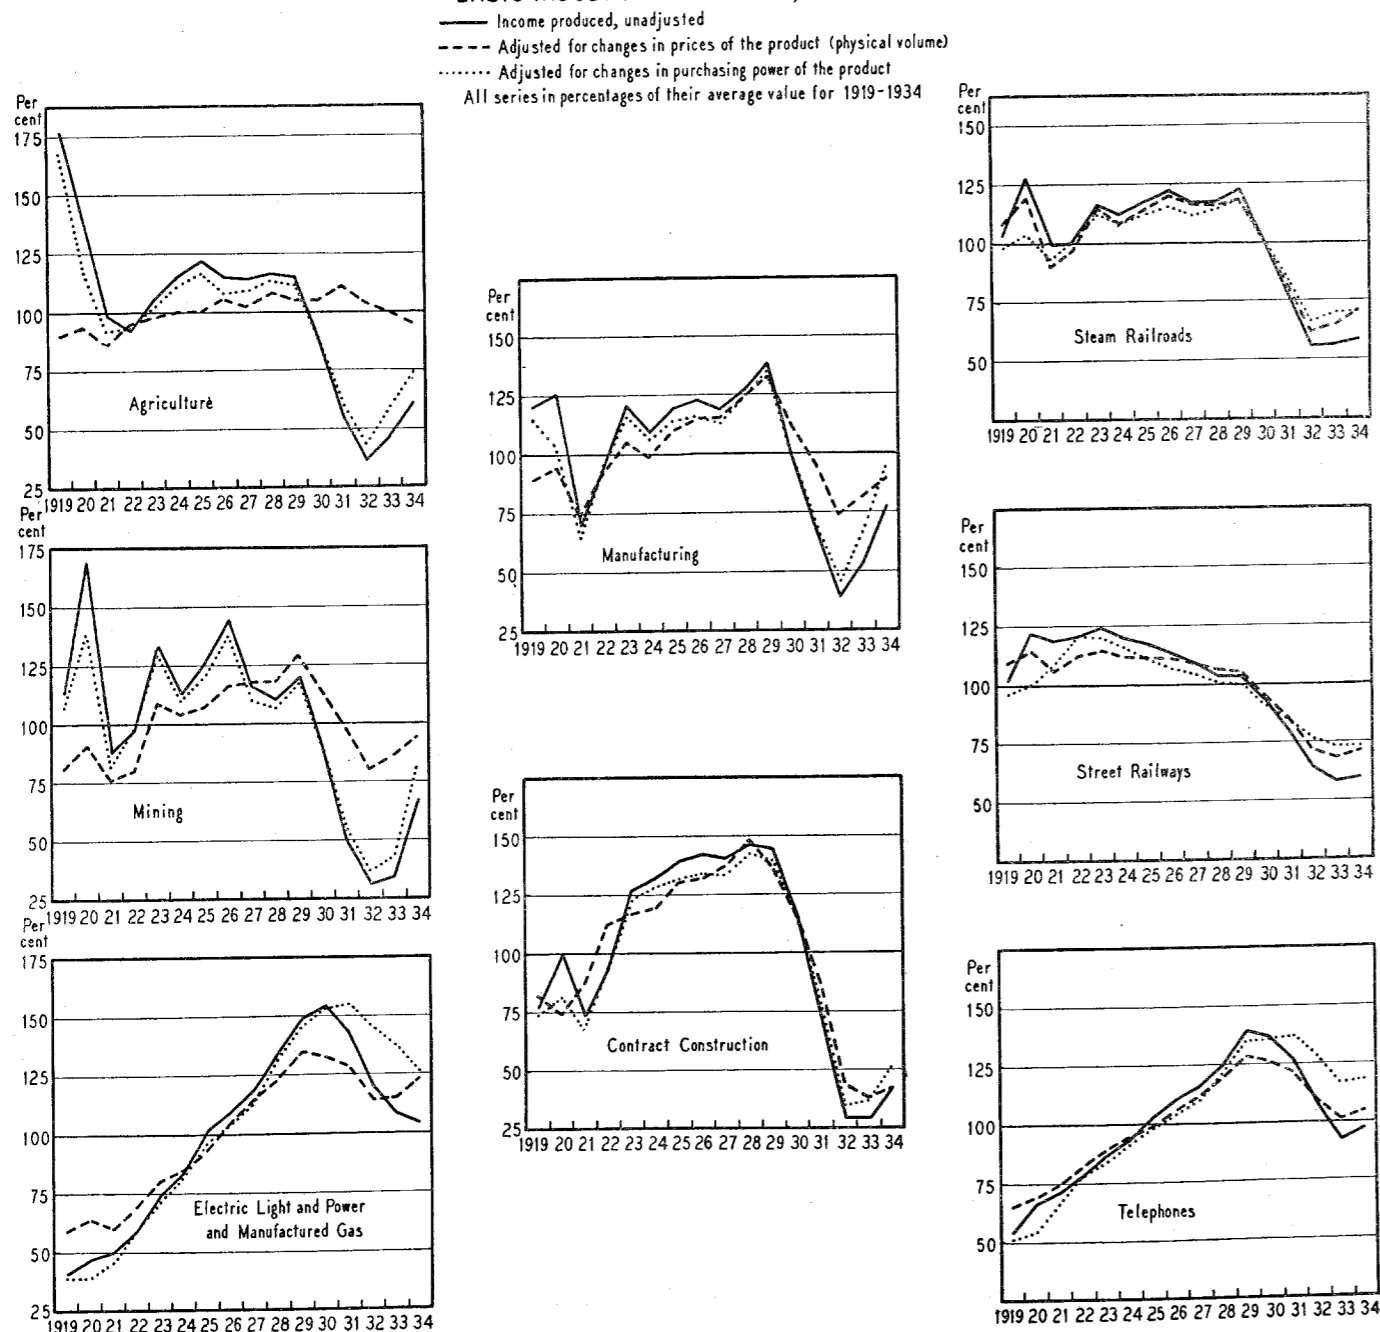 Income produced, unadjusted
Adjusted for changes in prices of the product (physical volume)
Adjusted for changes in purchasing power of the product
All series in percentages of their average value for 1919-1934
Per
cent
175
150
125
100
75
50
25
Agriculture
1919 20 21 22 23 24 25 26 27 28 29 30 31 32 33 34
Per
cent
175
150
125
100
75
50
25
Mining
1919 20 21 22 23 24 25 26 27 28 29 30 31 32 33 34
Per
cent
175
150
125
100
75
50
25
Electric Light and Power
and Manufactured Gas
1919 20 21 22 23 24 25 26 27 28 29 30 31 32 33 34
Per
cent
150
125
100
75
50
25
Manufacturing
1919 20 21 22 23 24 25 26 27 28 29 30 31 32 33 34
Per
cent
150
125
100
75
50
25
Contract Construction
1919 20 21 22 23 24 25 26 27 28 29 30 31 32 33 34
Per
cent
150
125
100
75
50
Steam Railroads
1919 20 21 22 23 24 25 26 27 28 29 30 31 32 33 34
Per
cent
150
125
100
75
50
Street Railways
1919 20 21 22 23 24 25 26 27 28 29 30 31 32 33 34
Per
cent
150
125
100
75
50
Telephones
1919 20 21 22 23 24 25 26 27 28 29 30 31 32 33 34